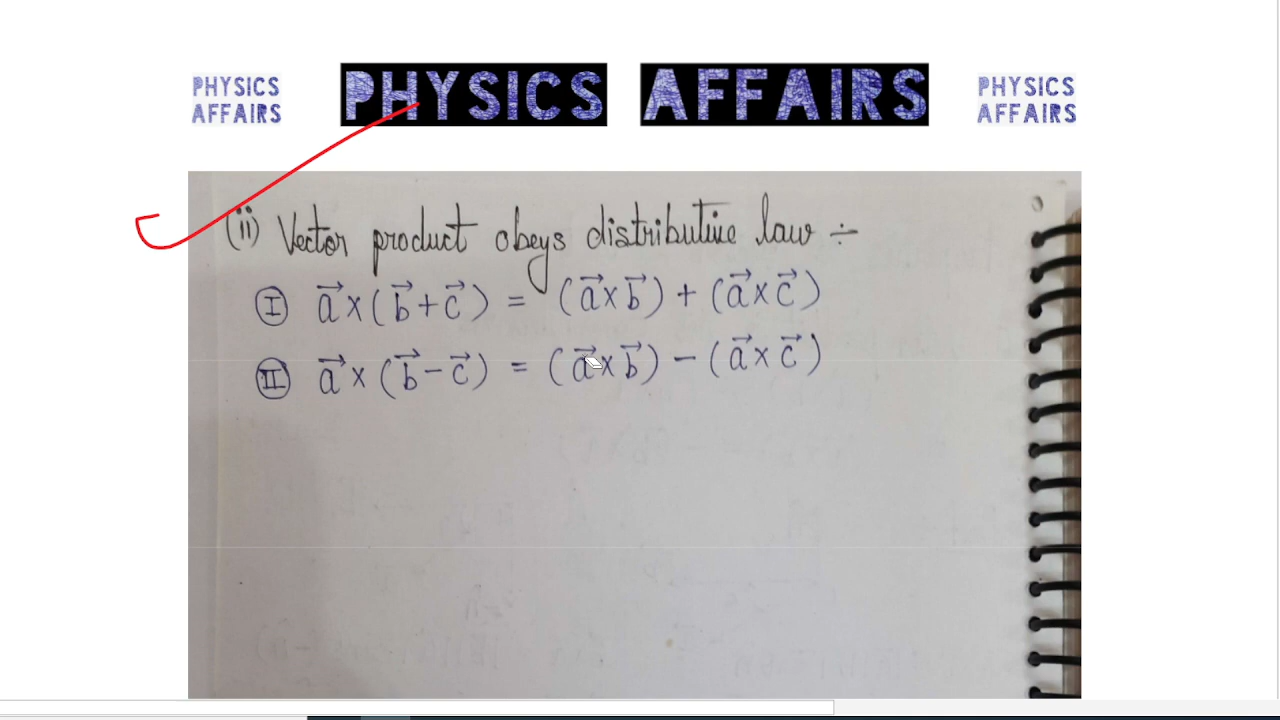 PHYSICS AFFAIRS PHYSICS AFFAIRS PHYSICS AFFAIRS
(ii) Vector product obeys distributive law ÷
(I) a⃗×(b⃗+c⃗) = (a⃗×b⃗)+(a⃗×c⃗)
(II) a⃗×(b⃗−c⃗) = (a⃗×b⃗)−(a⃗×c⃗)